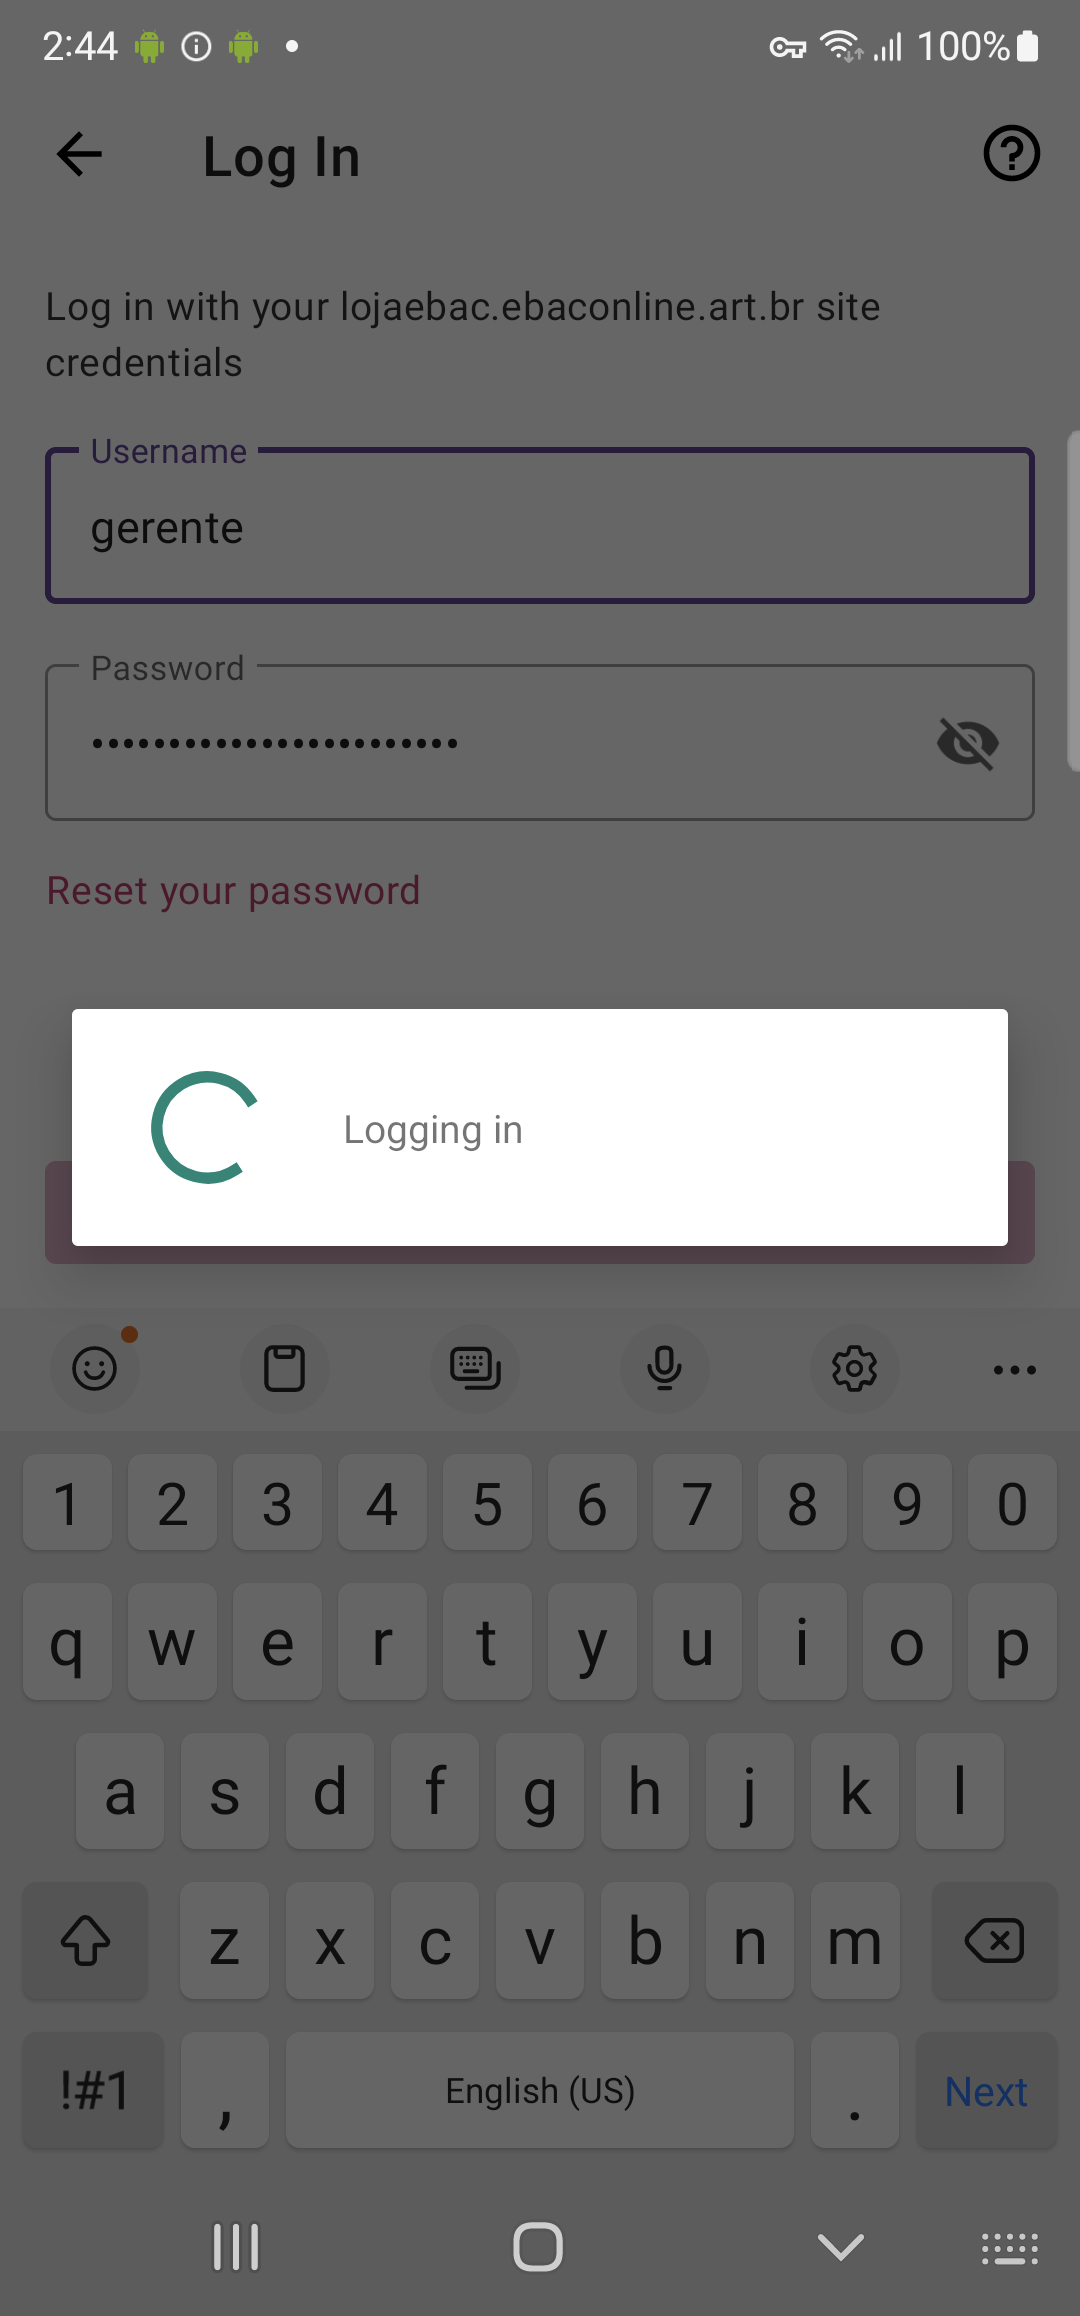 2:44
100%
Log In
Log in with your lojaebac.ebaconline.art.br site
credentials
Username
gerente
Password
••••••••••••••••••••••••
Reset your password
Logging in
1 2 3 4 5 6 7 8 9 0
q w e r t y u i o p
a s d f g h j k l
z x c v b n m
!#1 , English (US) . Next